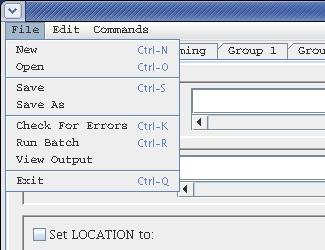 File Edit Commands
New Ctrl-N
Open Ctrl-O
Save Ctrl-S
Save As
Check For Errors Ctrl-K
Run Batch Ctrl-R
View Output
Exit Ctrl-Q
ming Group 1 Grou
Set LOCATION to: